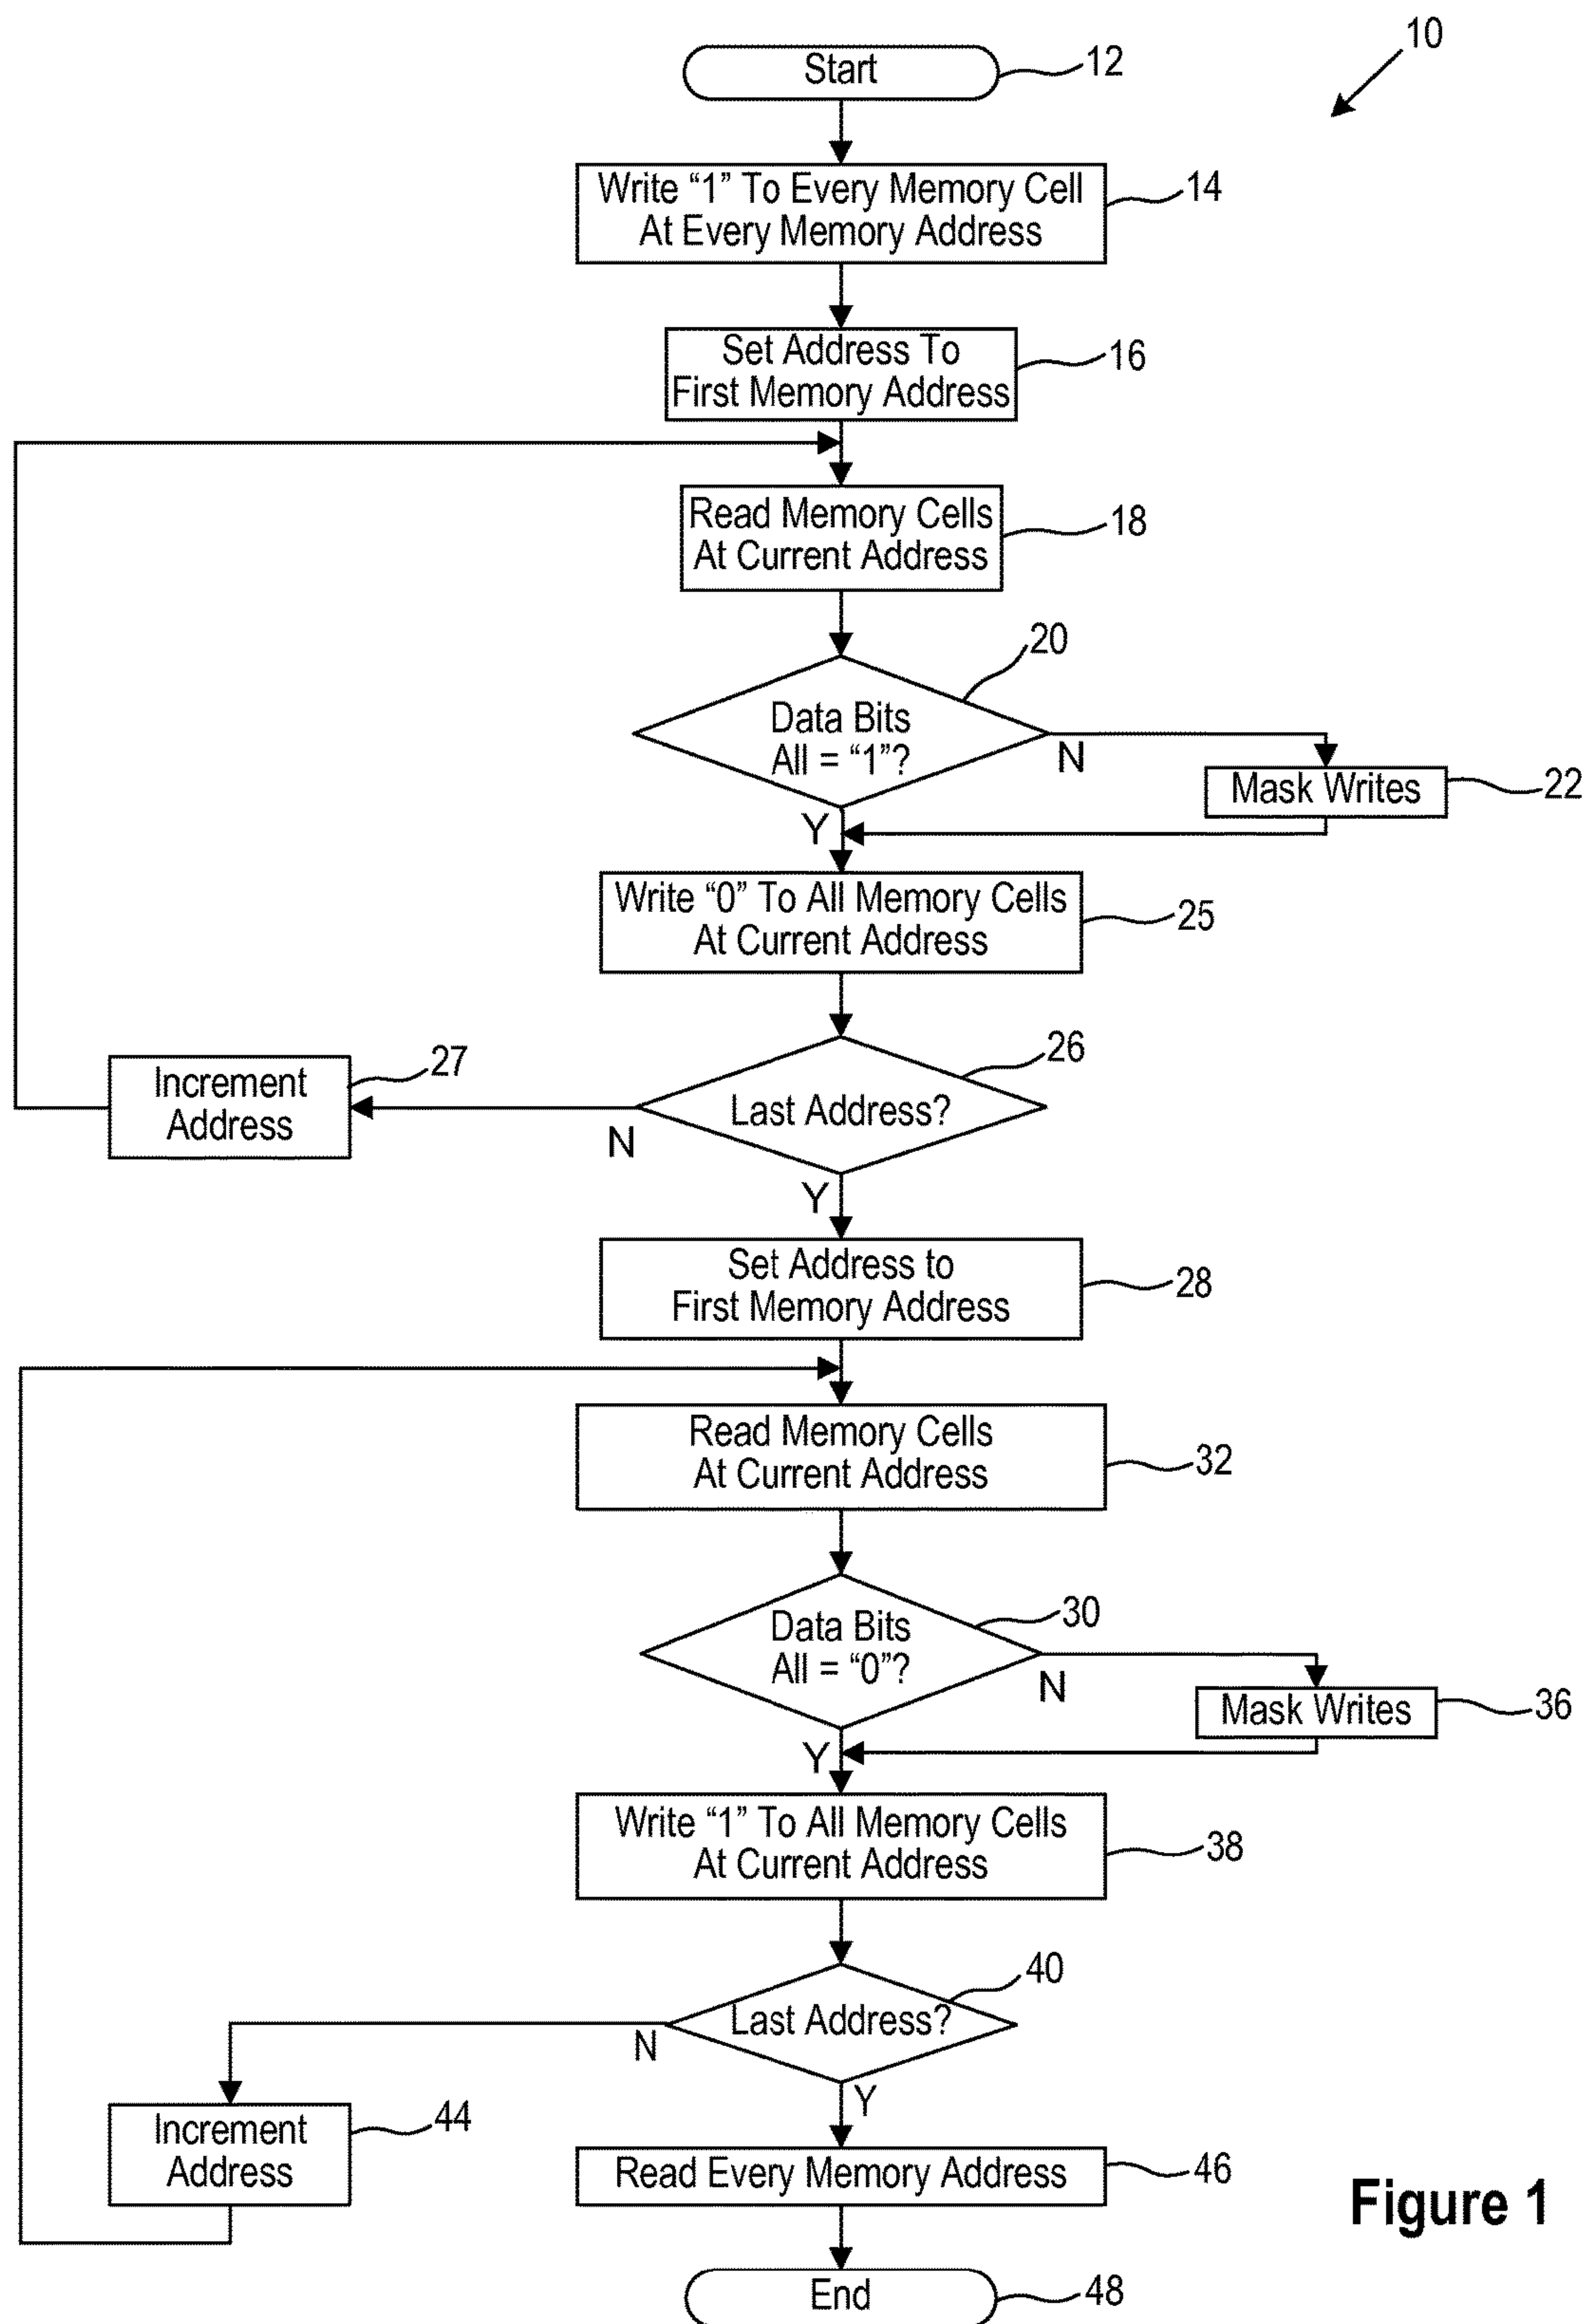 10
Start
12
Write “1” To Every Memory Cell
At Every Memory Address
14
Set Address To
First Memory Address
16
Read Memory Cells
At Current Address
18
20
Data Bits
All = “1”?
N
Mask Writes
22
Y
Write “0” To All Memory Cells
At Current Address
25
26
Last Address?
N
Increment
Address
27
Y
Set Address to
First Memory Address
28
Read Memory Cells
At Current Address
32
30
Data Bits
All = “0”?
N
Mask Writes
36
Y
Write “1” To All Memory Cells
At Current Address
38
40
Last Address?
N
Increment
Address
44
Y
Read Every Memory Address
46
Figure 1
End
48